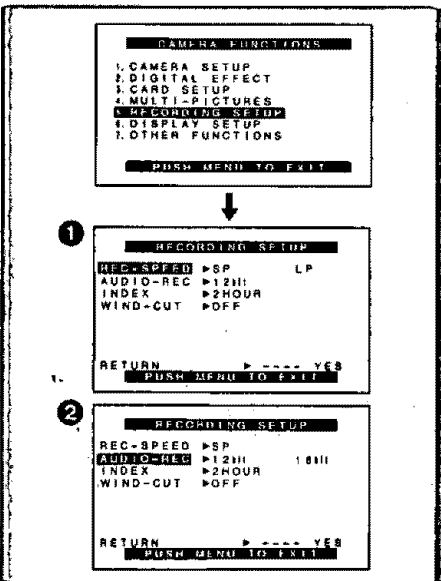 CAMERA FUNCTIONS
1. CAMERA SETUP
2. DIGITAL EFFECT
3. CARD SETUP
4. MULTI-PICTURES
5. RECORDING SETUP
6. DISPLAY SETUP
7. OTHER FUNCTIONS
PUSH MENU TO EXIT
1
RECORDING SETUP
REC-SPEED ▶SP LP
AUDIO-REC ▶12bit
INDEX ▶2HOUR
WIND-CUT ▶OFF
RETURN ▶ ---- YES
PUSH MENU TO EXIT
2
RECORDING SETUP
REC-SPEED ▶SP
AUDIO-REC ▶12bit 16bit
INDEX ▶2HOUR
WIND-CUT ▶OFF
RETURN ▶ ---- YES
PUSH MENU TO EXIT